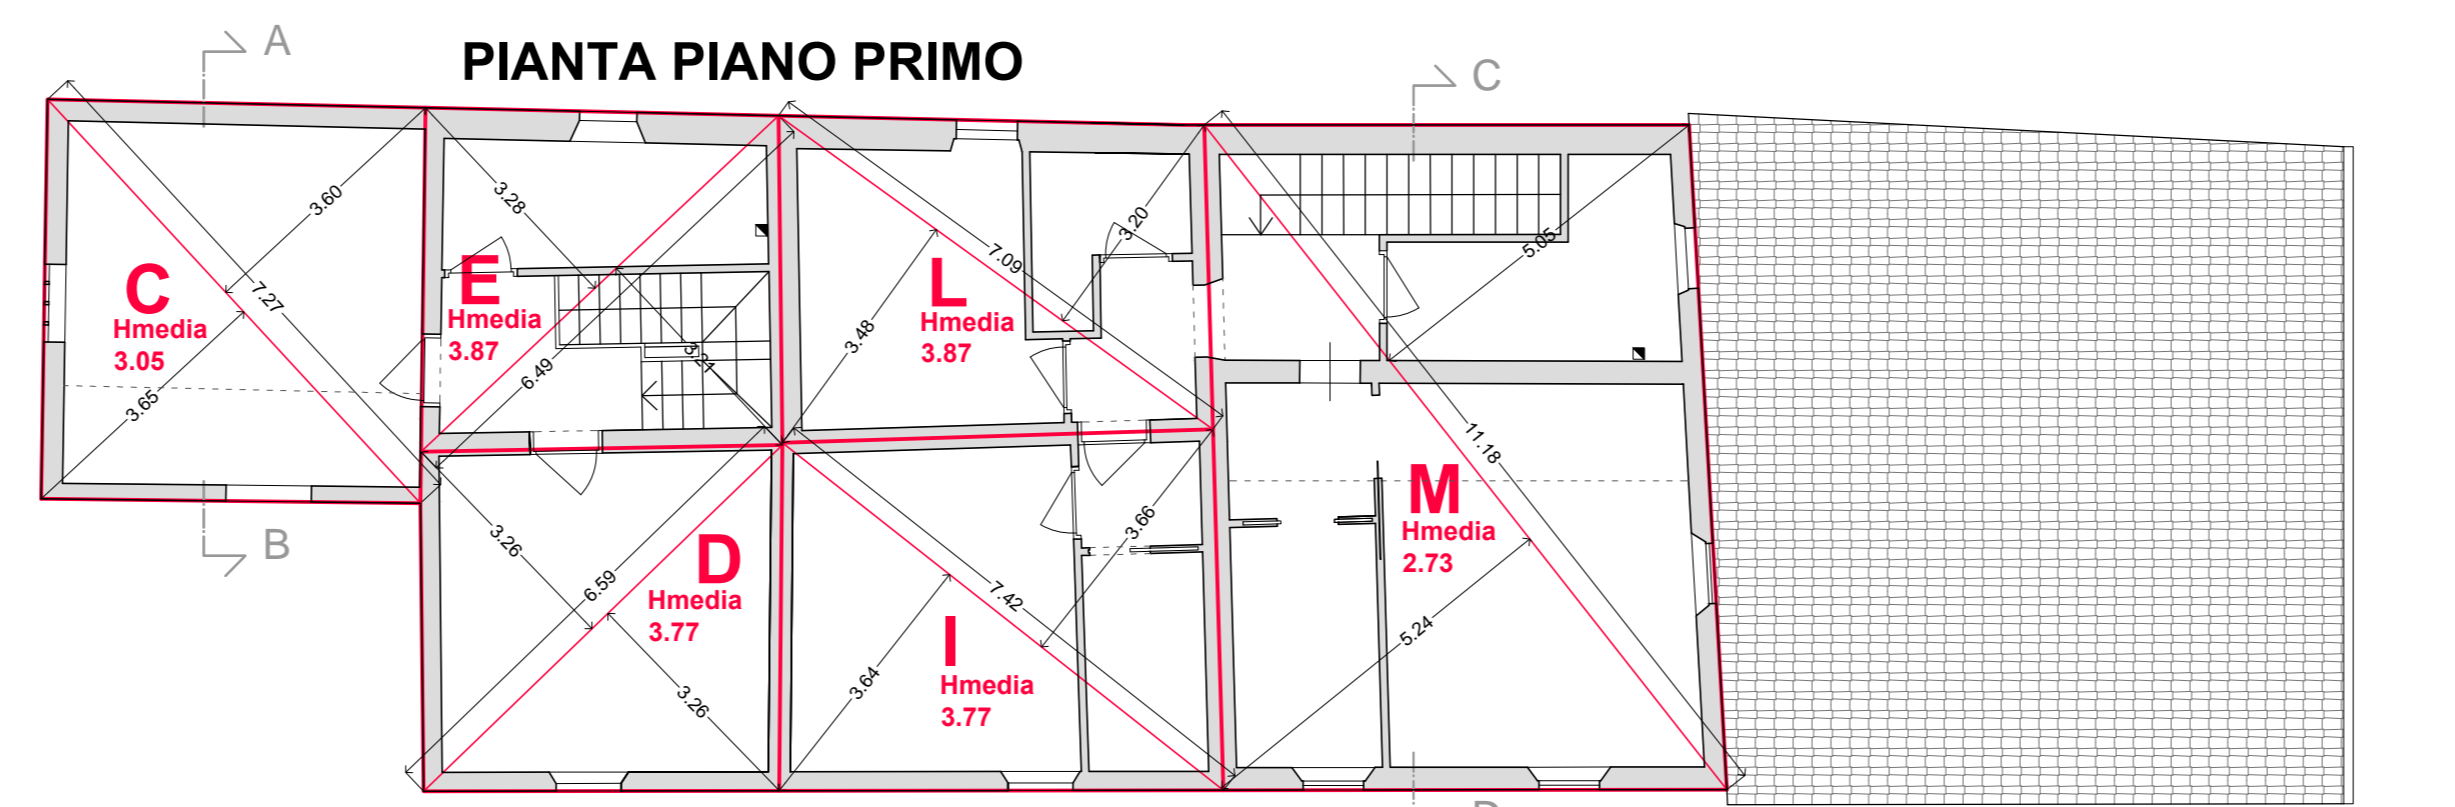 A
PIANTA PIANO PRIMO
C
3.60
3.28
3.20
7.09
5.05
C
Hmedia
3.05
7.27
E
Hmedia
3.87
3.48
L
Hmedia
3.87
3.21
6.49
3.65
11.18
M
Hmedia
2.73
B
3.26
6.59
D
Hmedia
3.77
3.26
3.66
7.42
I
Hmedia
3.77
3.64
5.24